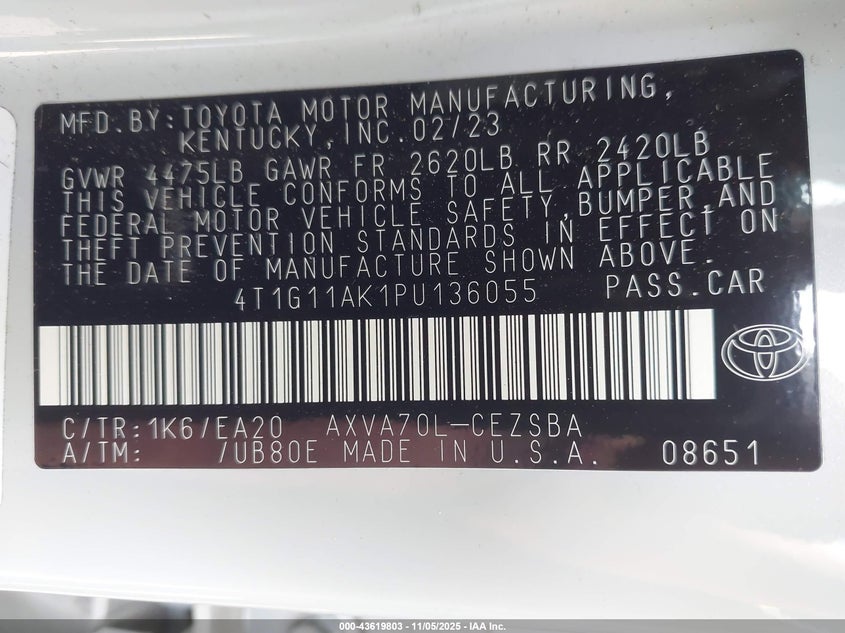 MFD.BY:TOYOTA MOTOR MANUFACTURING,
KENTUCKY,INC.02/23
GVWR 4475LB GAWR FR 2620LB RR 2420LB
THIS VEHICLE CONFORMS TO ALL APPLICABLE
FEDERAL MOTOR VEHICLE SAFETY,BUMPER,AND
THEFT PREVENTION STANDARDS IN EFFECT ON
THE DATE OF MANUFACTURE SHOWN ABOVE.
4T1G11AK1PU136055 PASS.CAR
C/TR:1K6/EA20 AXVA70L-CEZSBA
A/TM: /UB80E MADE IN U.S.A. 08651
000-43619803 - 11/05/2025 - IAA Inc.